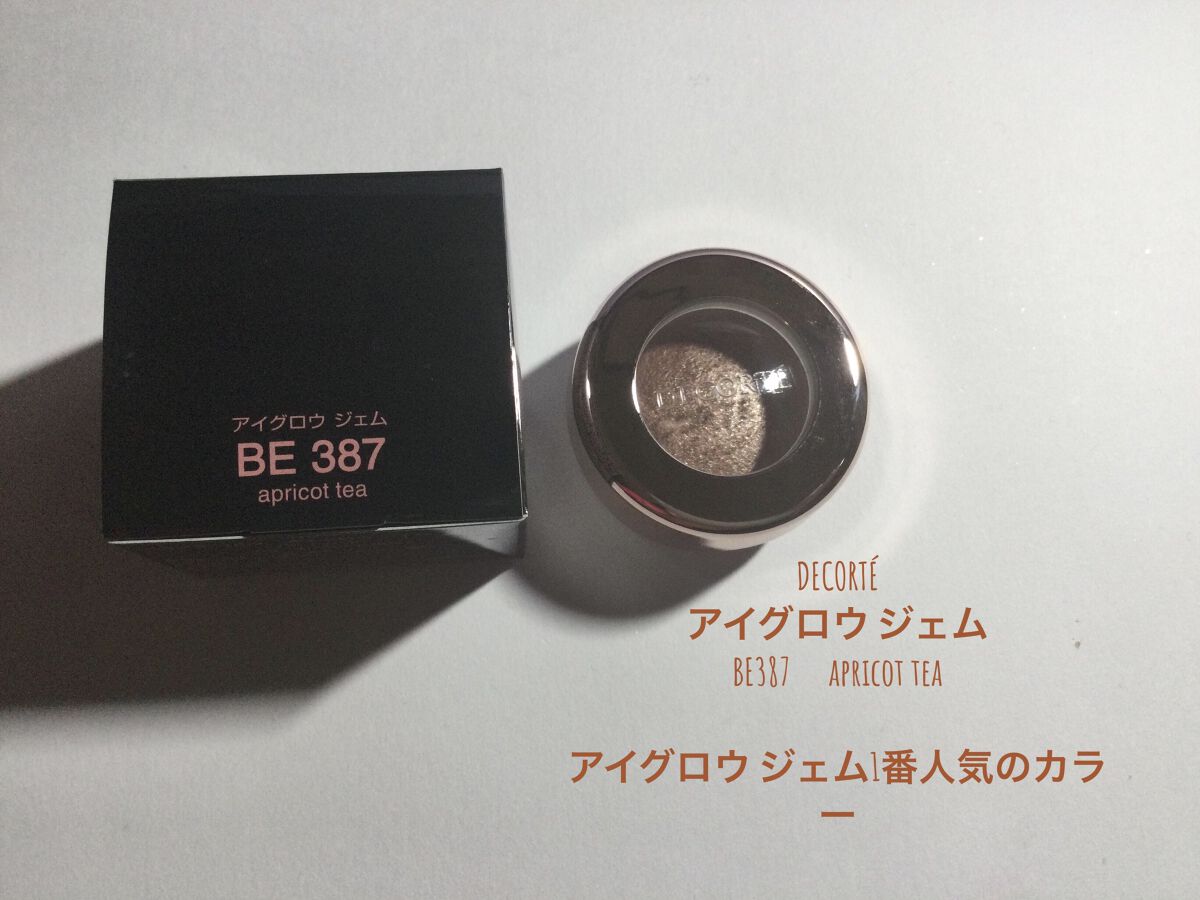 アイグロウ ジェム
BE 387
apricot tea
DECORTÉ
DECORTÉ
アイグロウ ジェム
BE387 APRICOT TEA
アイグロウ ジェム1番人気のカラ
ー